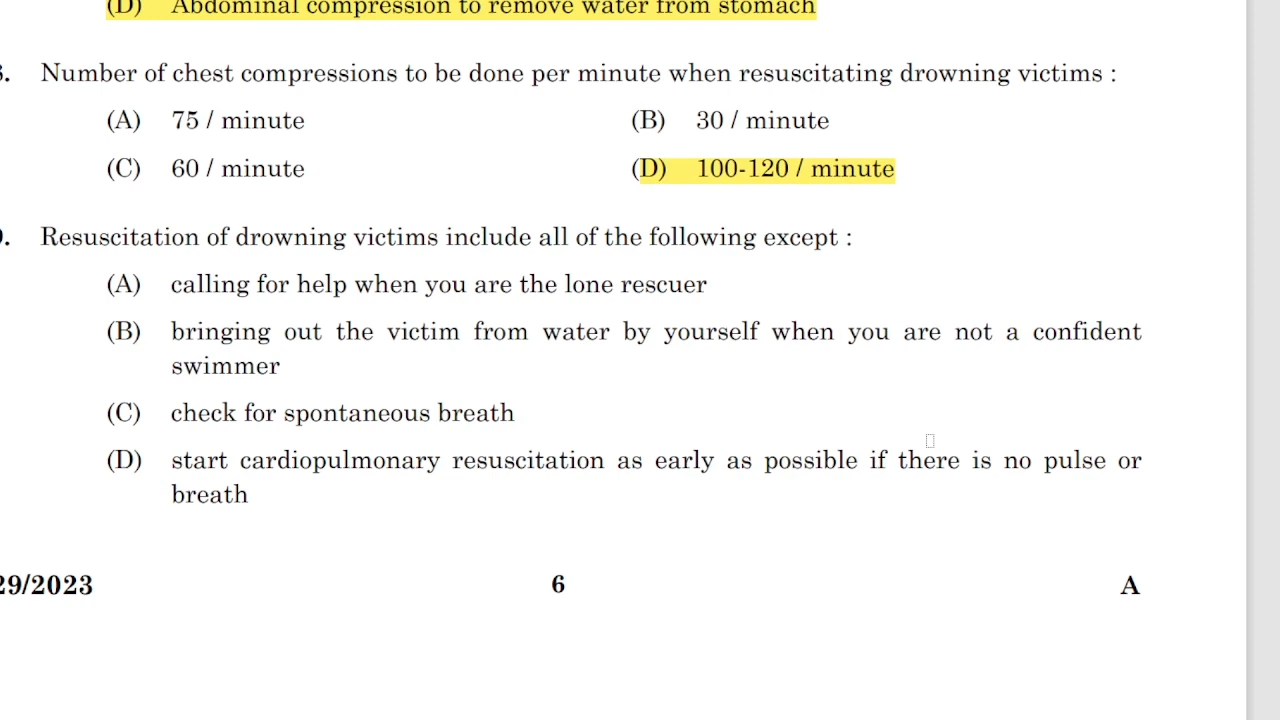 (D) Abdominal compression to remove water from stomach
. Number of chest compressions to be done per minute when resuscitating drowning victims :
(A) 75 / minute (B) 30 / minute
(C) 60 / minute (D) 100-120 / minute
. Resuscitation of drowning victims include all of the following except :
(A) calling for help when you are the lone rescuer
(B) bringing out the victim from water by yourself when you are not a confident
swimmer
(C) check for spontaneous breath
(D) start cardiopulmonary resuscitation as early as possible if there is no pulse or
breath
29/2023 6 A